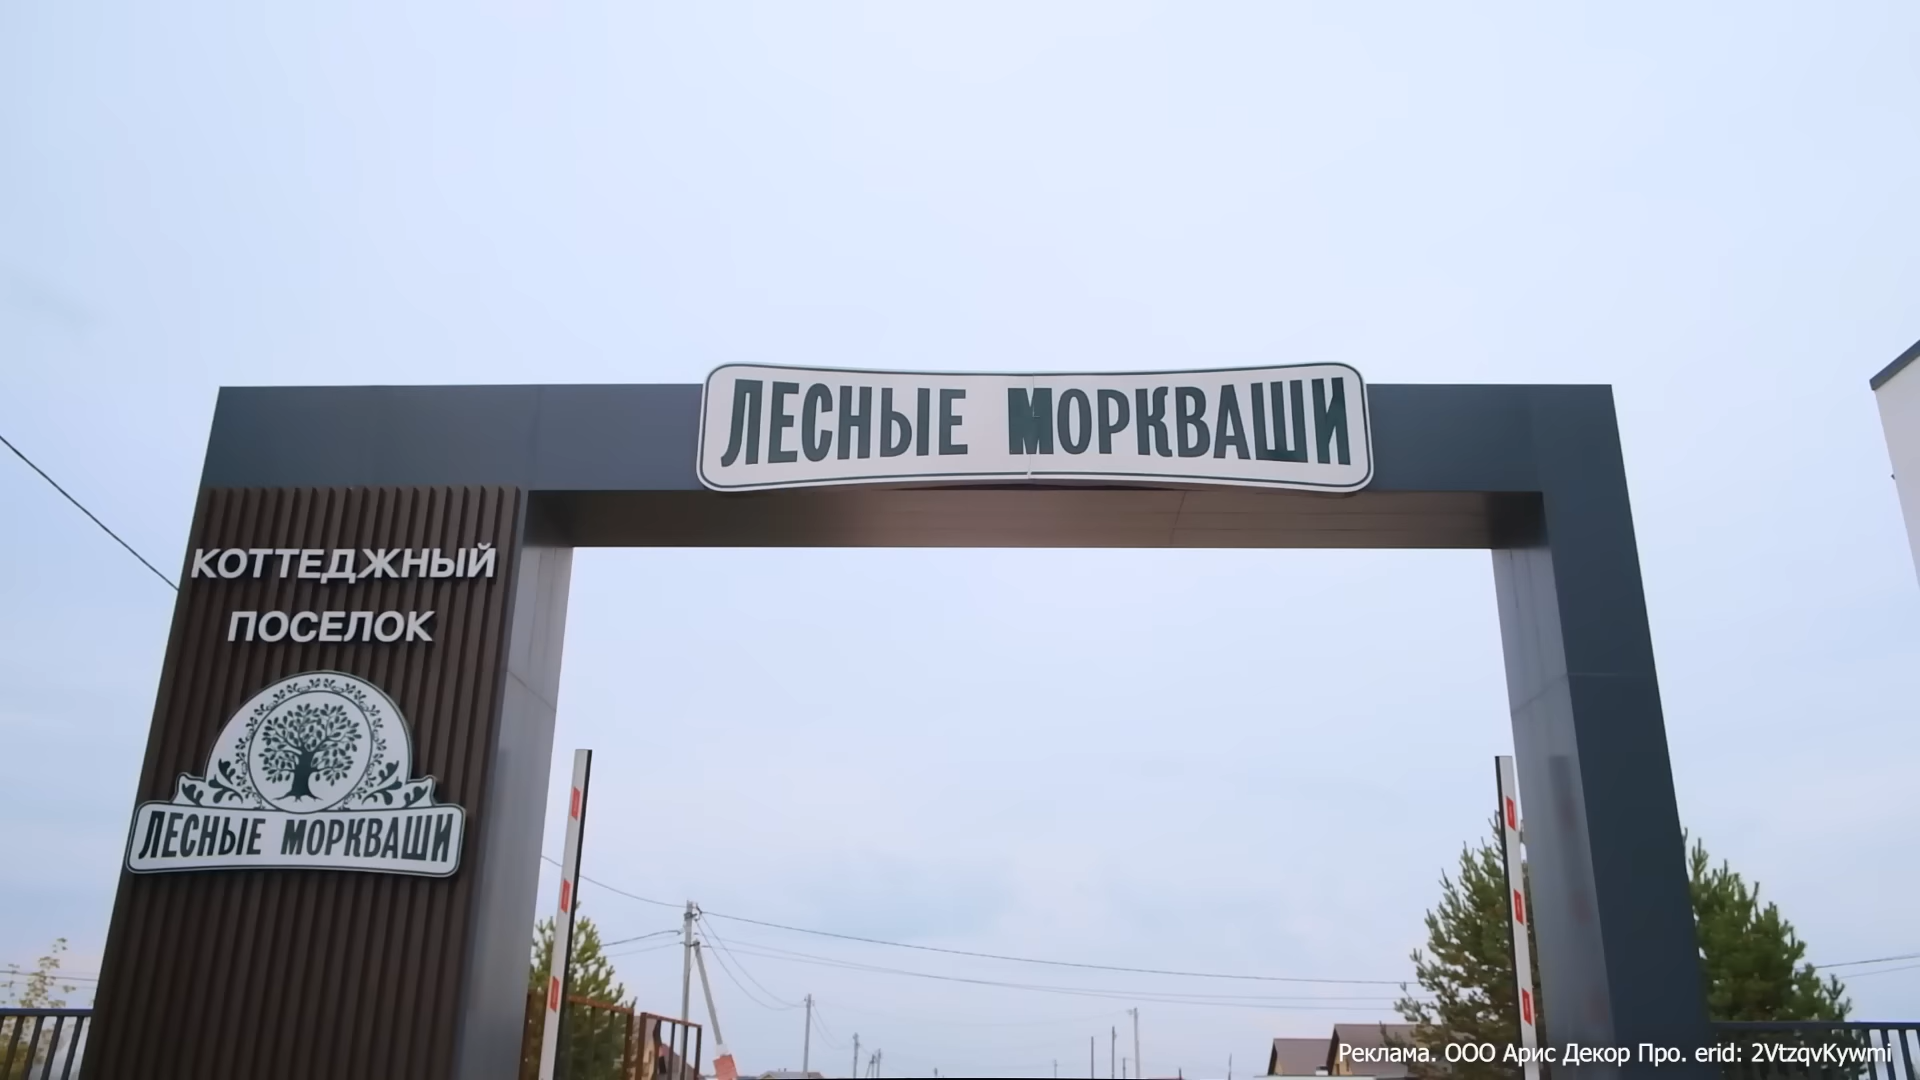 ЛЕСНЫЕ МОРКВАШИ
КОТТЕДЖНЫЙ
ПОСЕЛОК
ЛЕСНЫЕ МОРКВАШИ
Реклама. ООО Арис Декор Про. erid: 2VtzqvKywmi